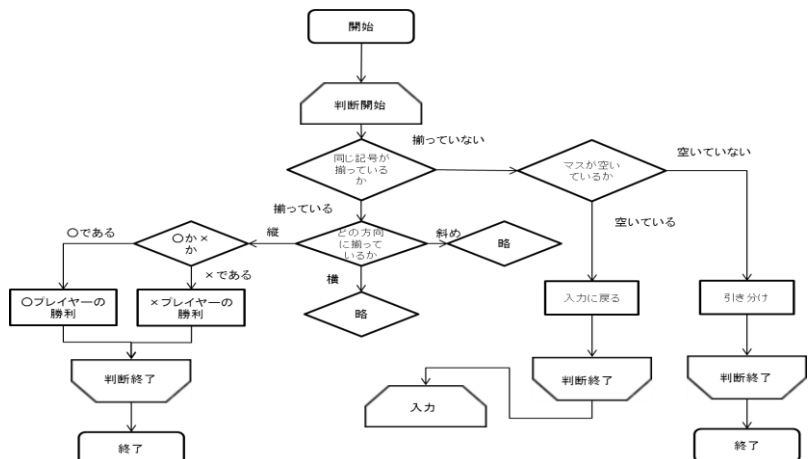 開始
判断開始
揃っていない
同じ記号が
揃っている
か
マスが空い
ているか
空いていない
揃っている
空いている
〇である
〇か×
か
縦
どの方向
に揃って
いるか
斜め
略
×である
横
〇プレイヤーの
勝利
×プレイヤーの
勝利
略
入力に戻る
引き分け
判断終了
入力
判断終了
判断終了
終了
終了